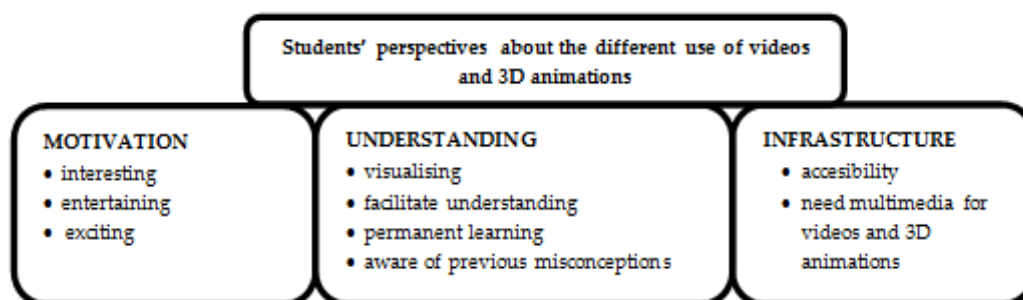 Students' perspectives about the different use of videos
and 3D animations
MOTIVATION
• interesting
• entertaining
• exciting
UNDERSTANDING
• visualising
• facilitate understanding
• permanent learning
• aware of previous misconceptions
INFRASTRUCTURE
• accesibility
• need multimedia for
videos and 3D
animations